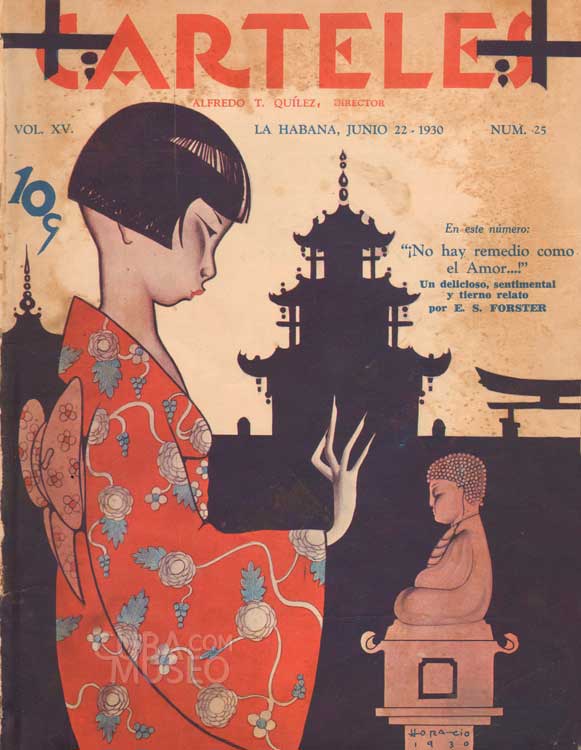 CARTELES
ALFREDO T. QUÍLEZ, DIRECTOR
VOL. XV. LA HABANA, JUNIO 22 - 1930 NUM. 25
10¢
En este número:
"¡No hay remedio como
el Amor...!"
Un delicioso, sentimental
y tierno relato
por E. S. FORSTER
CUBA.COM
MUSEO
HORACIO
1930